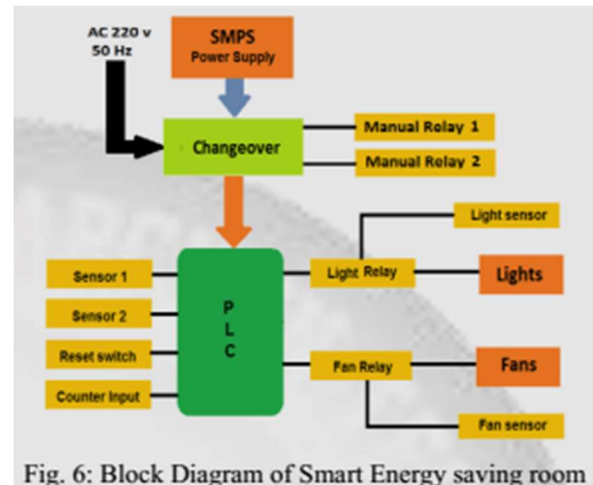 AC 220 v
50 Hz
SMPS
Power Supply
Changeover
Manual Relay 1
Manual Relay 2
Light sensor
Sensor 1
Sensor 2
Reset switch
Counter Input
P
L
C
Light Relay
Lights
Fan Relay
Fans
Fan sensor
Fig. 6: Block Diagram of Smart Energy saving room